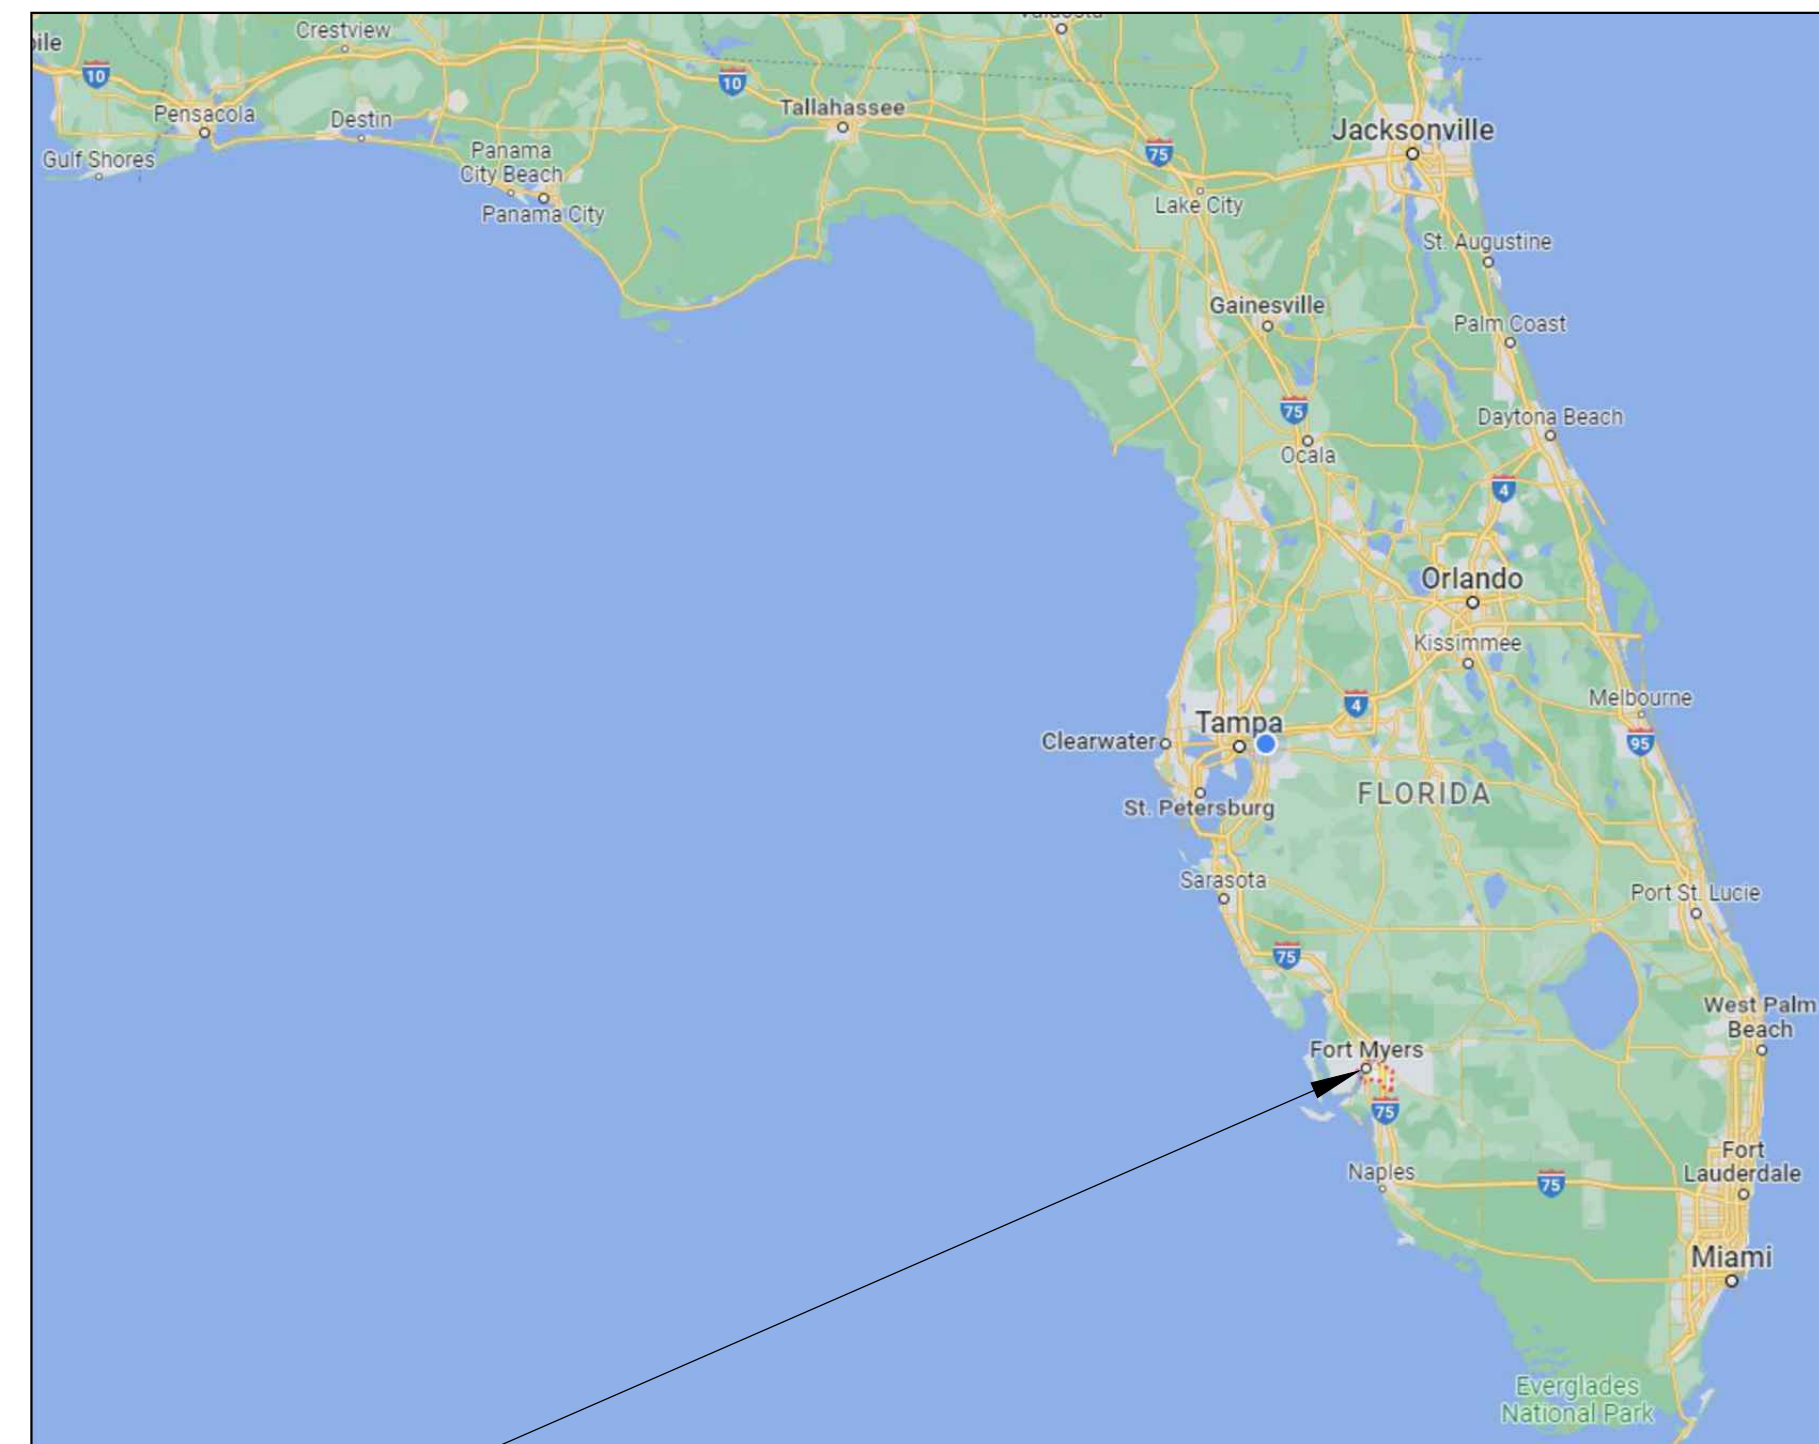 Crestview
10
Pensacola
Destin
Gulf Shores
Panama
City Beach
Panama City
10
Tallahassee
75
Jacksonville
Lake City
St. Augustine
Gainesville
Palm Coast
75
Daytona Beach
Ocala
4
Orlando
Kissimmee
Melbourne
4
Tampa
Clearwater
95
St. Petersburg
FLORIDA
Sarasota
Port St. Lucie
75
West Palm
Beach
Fort Myers
75
Naples
75
Fort
Lauderdale
Miami
Everglades
National Park